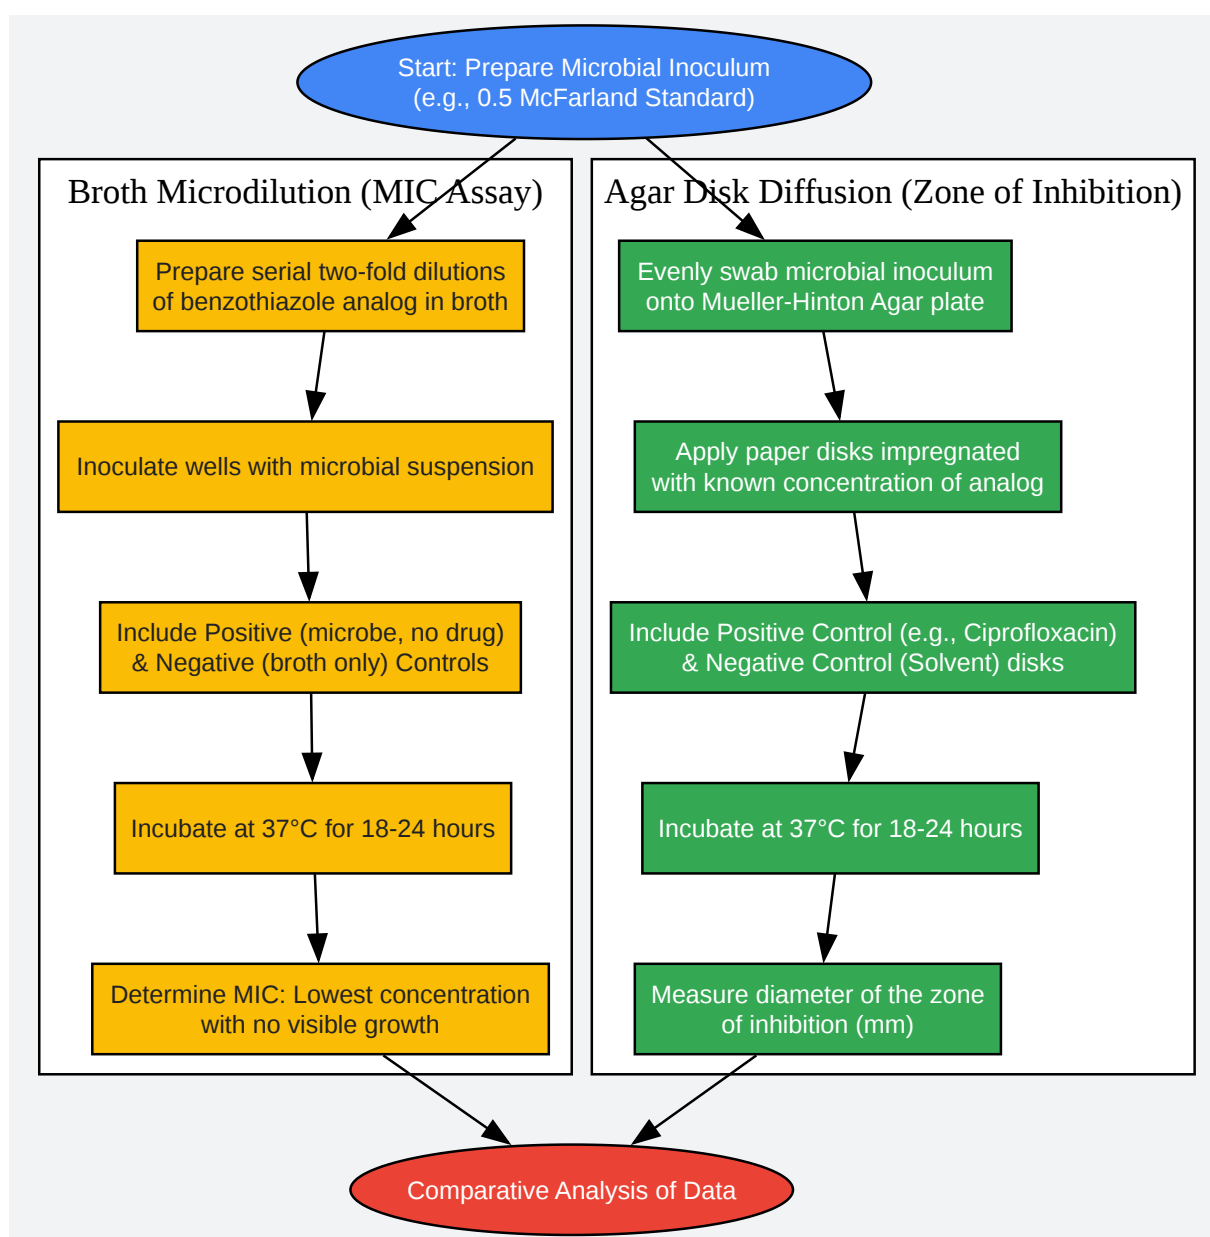 Start: Prepare Microbial Inoculum
(e.g., 0.5 McFarland Standard)
Broth Microdilution (MIC Assay)
Prepare serial two-fold dilutions
of benzothiazole analog in broth
Inoculate wells with microbial suspension
Include Positive (microbe, no drug)
& Negative (broth only) Controls
Incubate at 37°C for 18-24 hours
Determine MIC: Lowest concentration
with no visible growth
Agar Disk Diffusion (Zone of Inhibition)
Evenly swab microbial inoculum
onto Mueller-Hinton Agar plate
Apply paper disks impregnated
with known concentration of analog
Include Positive Control (e.g., Ciprofloxacin)
& Negative Control (Solvent) disks
Incubate at 37°C for 18-24 hours
Measure diameter of the zone
of inhibition (mm)
Comparative Analysis of Data